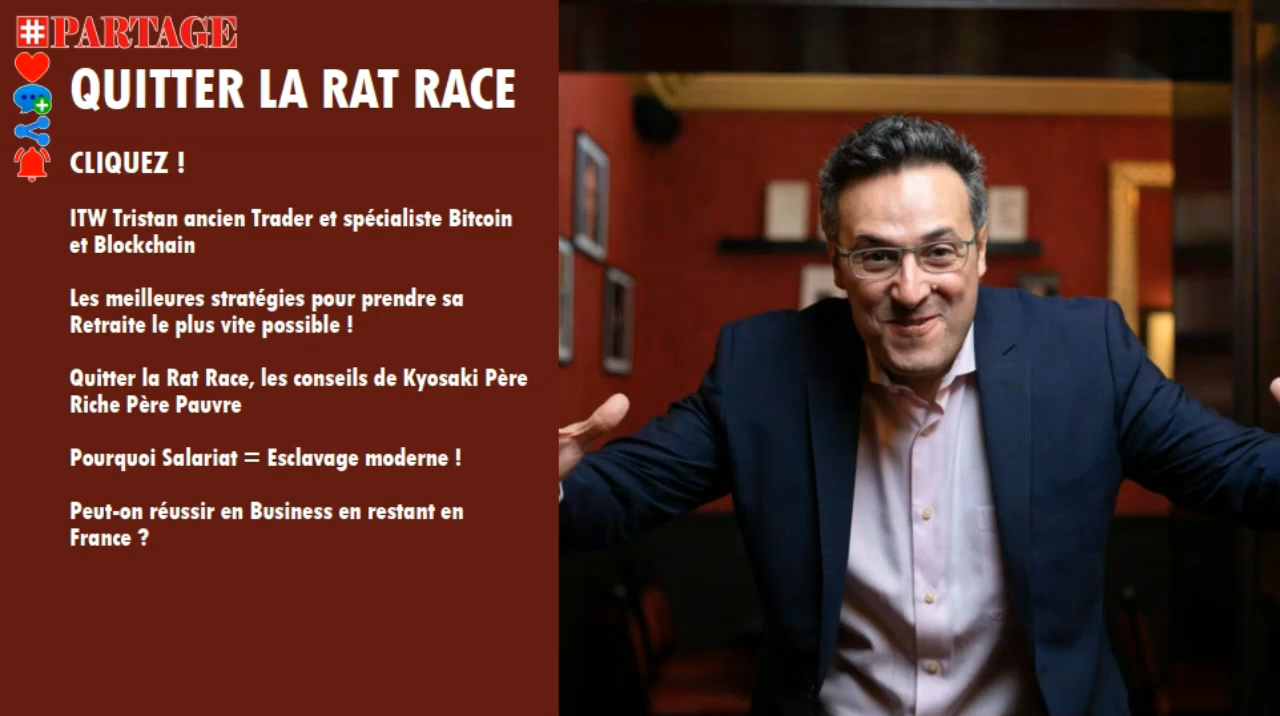 #PARTAGE
QUITTER LA RAT RACE
CLIQUEZ !
ITW Tristan ancien Trader et spécialiste Bitcoin
et Blockchain
Les meilleures stratégies pour prendre sa
Retraite le plus vite possible !
Quitter la Rat Race, les conseils de Kyosaki Père
Riche Père Pauvre
Pourquoi Salariat = Esclavage moderne !
Peut-on réussir en Business en restant en
France ?